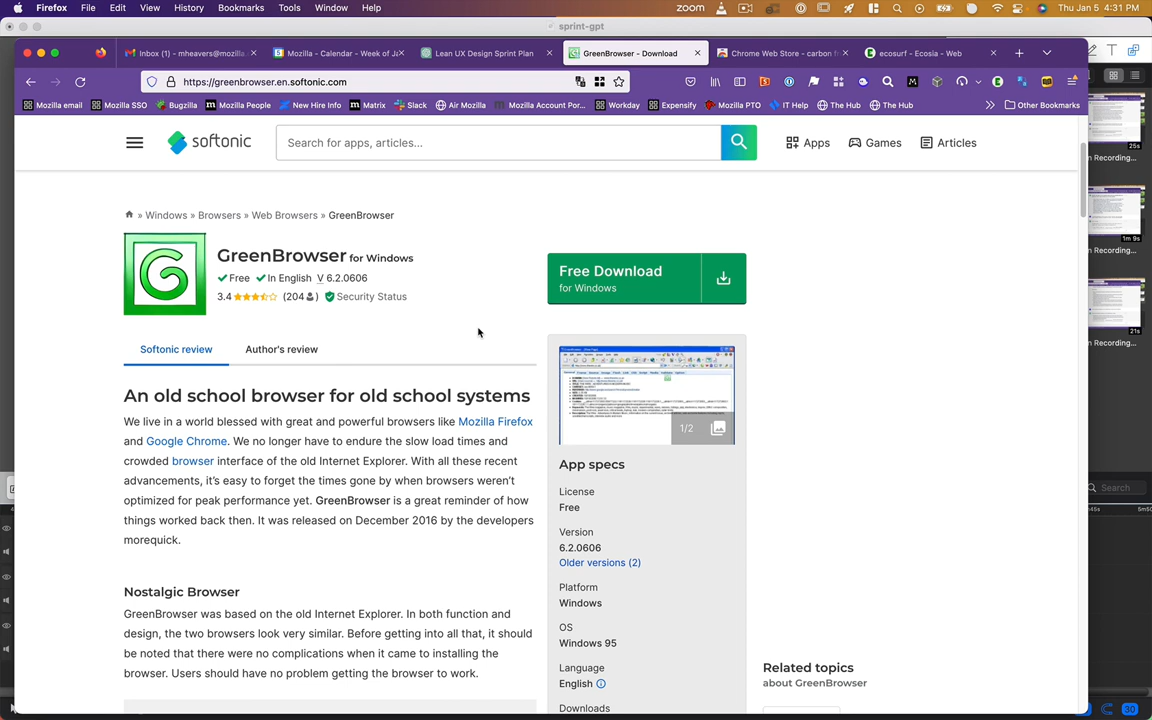 Firefox File Edit View History Bookmarks Tools Window Help zoom Thu Jan 5 4:31 PM
sprint-gpt
Inbox (1) - mheavers@mozilla
Mozilla - Calendar - Week of Ja
Lean UX Design Sprint Plan
GreenBrowser - Download
Chrome Web Store - carbon fr
ecosurf - Ecosia - Web
https://greenbrowser.en.softonic.com
Mozilla email Mozilla SSO Bugzilla Mozilla People New Hire Info Matrix Slack Air Mozilla Mozilla Account Por... Workday Expensify Mozilla PTO IT Help The Hub The Hub Other Bookmarks
softonic
Search for apps, articles...
Apps Games Articles
Windows » Browsers » Web Browsers » GreenBrowser
GreenBrowser for Windows
Free In English V 6.2.0606
3.4 (204) Security Status
Free Download
for Windows
Softonic review Author's review
An old school browser for old school systems
We live in a world blessed with great and powerful browsers like Mozilla Firefox
and Google Chrome. We no longer have to endure the slow load times and
crowded browser interface of the old Internet Explorer. With all these recent
advancements, it's easy to forget the times gone by when browsers weren't
optimized for peak performance yet. GreenBrowser is a great reminder of how
things worked back then. It was released on December 2016 by the developers
morequick.
Nostalgic Browser
GreenBrowser was based on the old Internet Explorer. In both function and
design, the two browsers look very similar. Before getting into all that, it should
be noted that there were no complications when it came to installing the
browser. Users should have no problem getting the browser to work.
1/2
App specs
License
Free
Version
6.2.0606
Older versions (2)
Platform
Windows
OS
Windows 95
Language
English
Downloads
Related topics
about GreenBrowser
25s
n Recording...
1m 9s
n Recording...
21s
n Recording...
Search
5m50
30